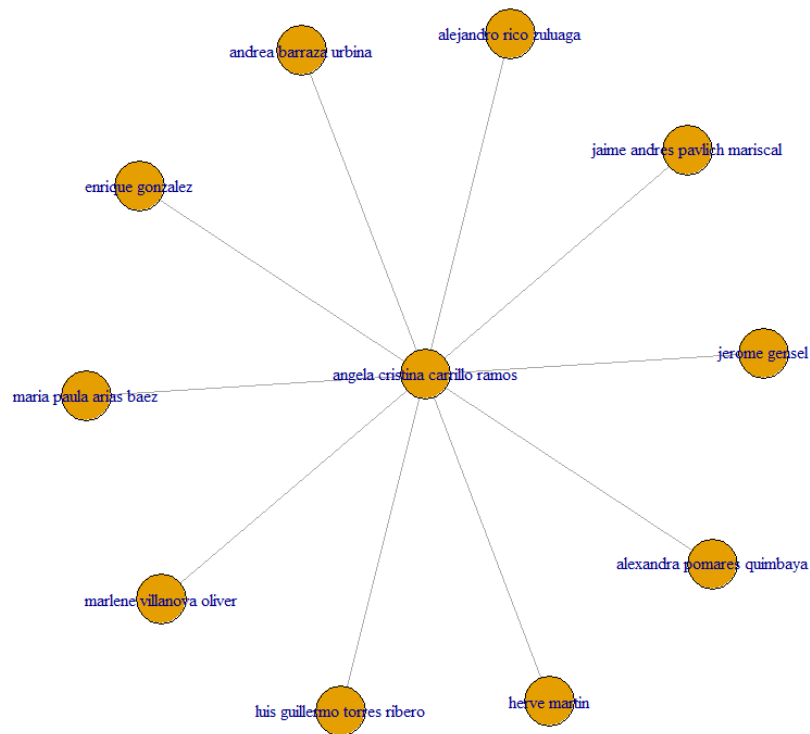 alejandro rico zuluaga
andrea barraza urbina
jaime andres pavlich mariscal
enrique gonzalez
jerome gensel
angela cristina carrillo ramos
maria paula arias baez
alexandra pomares quimbaya
marlene villanova oliver
herve martin
luis guillermo torres ribero